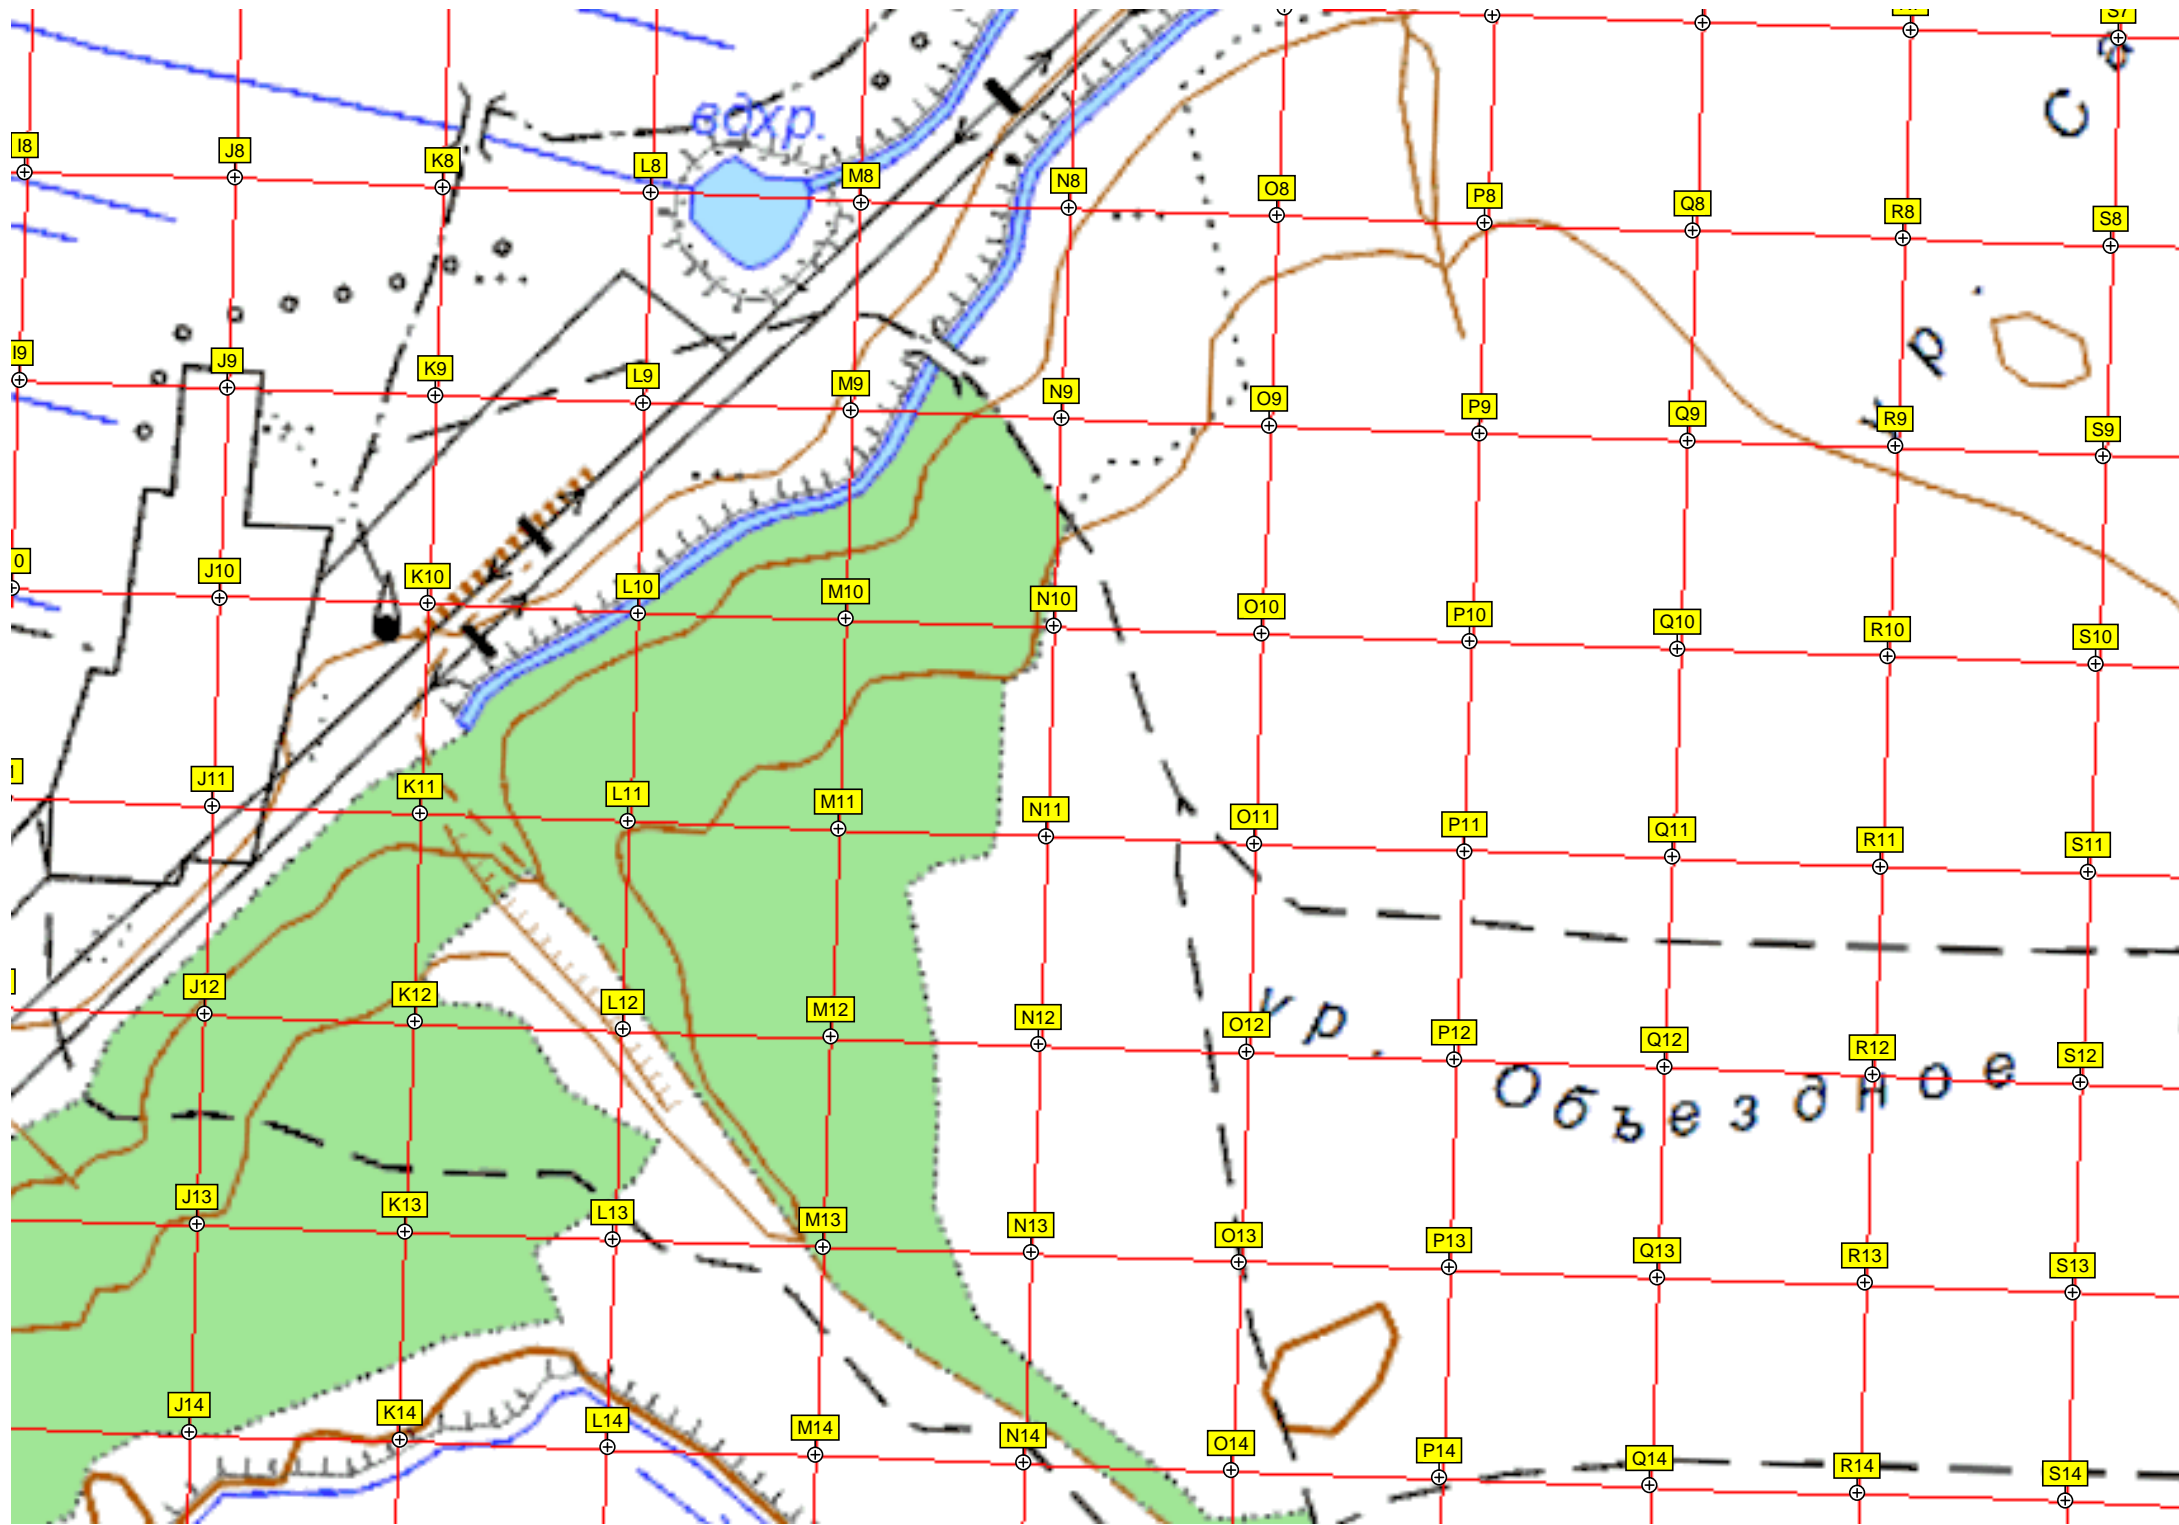 S7
С а
вдхр.
I8 J8 K8 L8 M8 N8 O8 P8 Q8 R8 S8
у р .
I9 J9 K9 L9 M9 N9 O9 P9 Q9 R9 S9
0 J10 K10 L10 M10 N10 O10 P10 Q10 R10 S10
J11 K11 L11 M11 N11 O11 P11 Q11 R11 S11
ур.
J12 K12 L12 M12 N12 O12 P12 Q12 R12 S12
Объездное
J13 K13 L13 M13 N13 O13 P13 Q13 R13 S13
J14 K14 L14 M14 N14 O14 P14 Q14 R14 S14